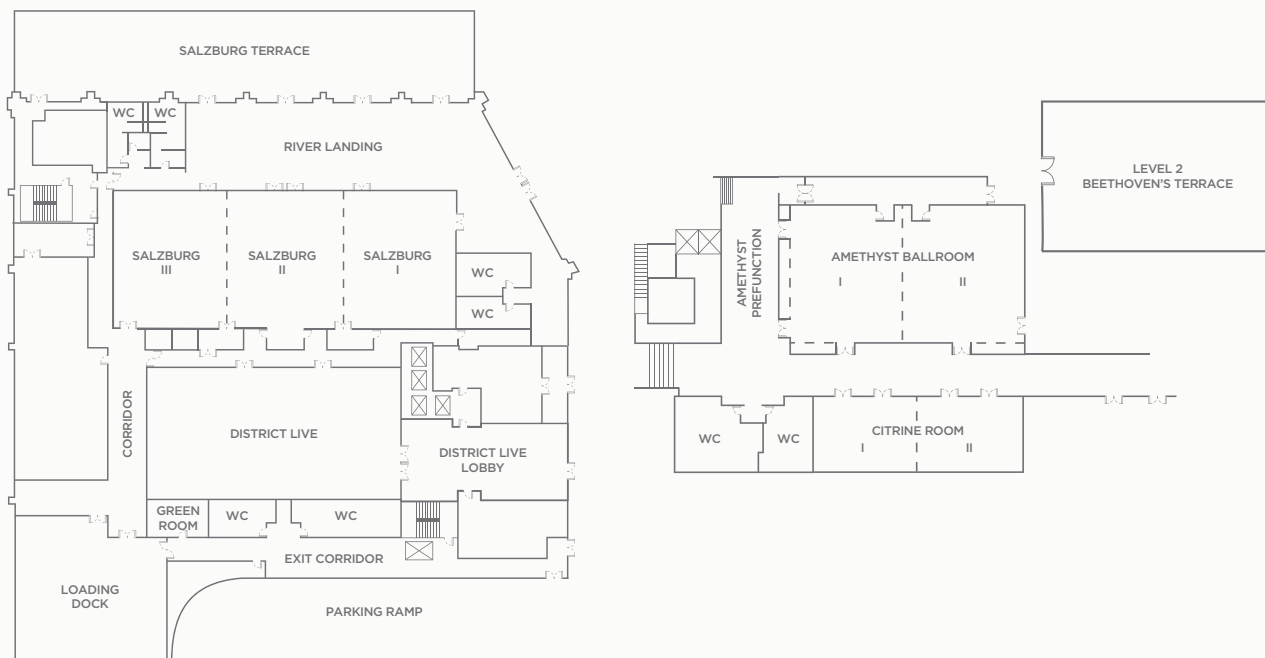 SALZBURG TERRACE
WC
WC
RIVER LANDING
SALZBURG
III
SALZBURG
II
SALZBURG
I
WC
WC
CORRIDOR
DISTRICT LIVE
DISTRICT LIVE
LOBBY
GREEN
ROOM
WC
WC
EXIT CORRIDOR
LOADING
DOCK
PARKING RAMP
LEVEL 2
BEETHOVEN'S TERRACE
AMETHYST
PREFUNCTION
AMETHYST BALLROOM
I
II
WC
WC
CITRINE ROOM
I
II